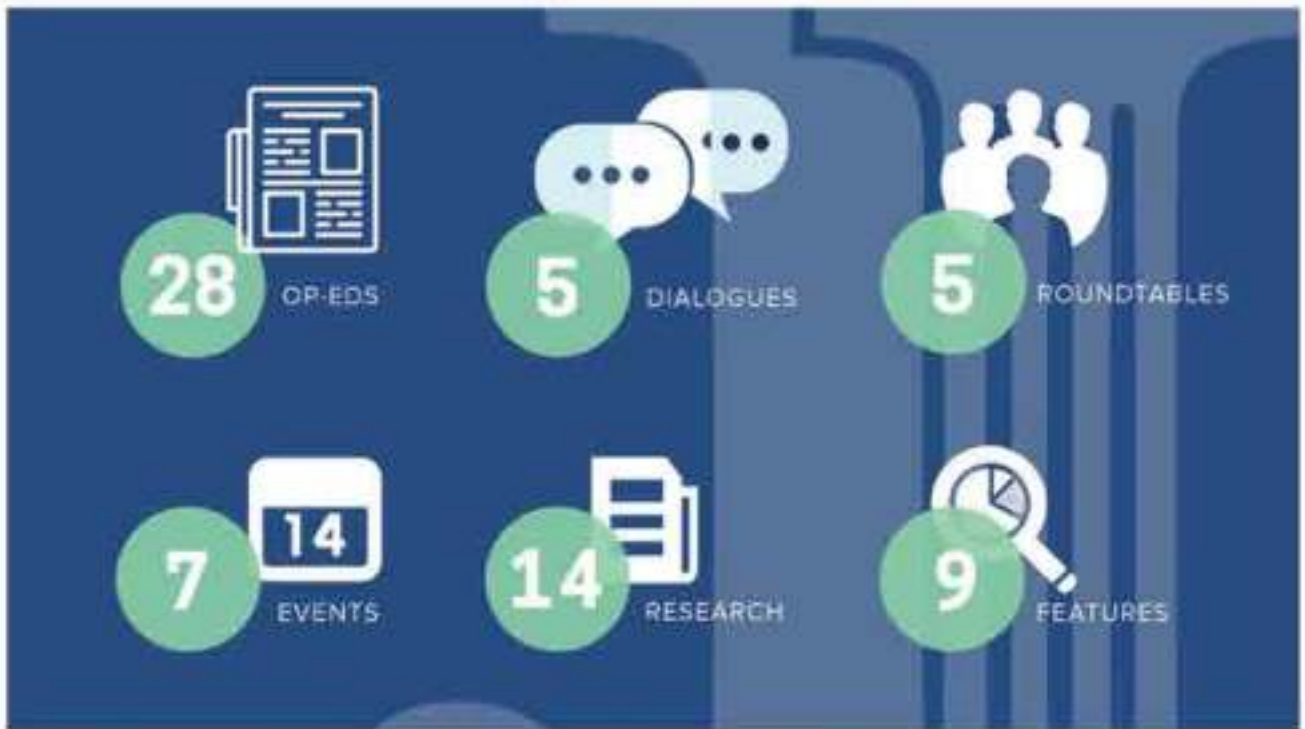 28 OP-EDS
5 DIALOGUES
5 ROUNDTABLES
14
7 EVENTS
14 RESEARCH
9 FEATURES